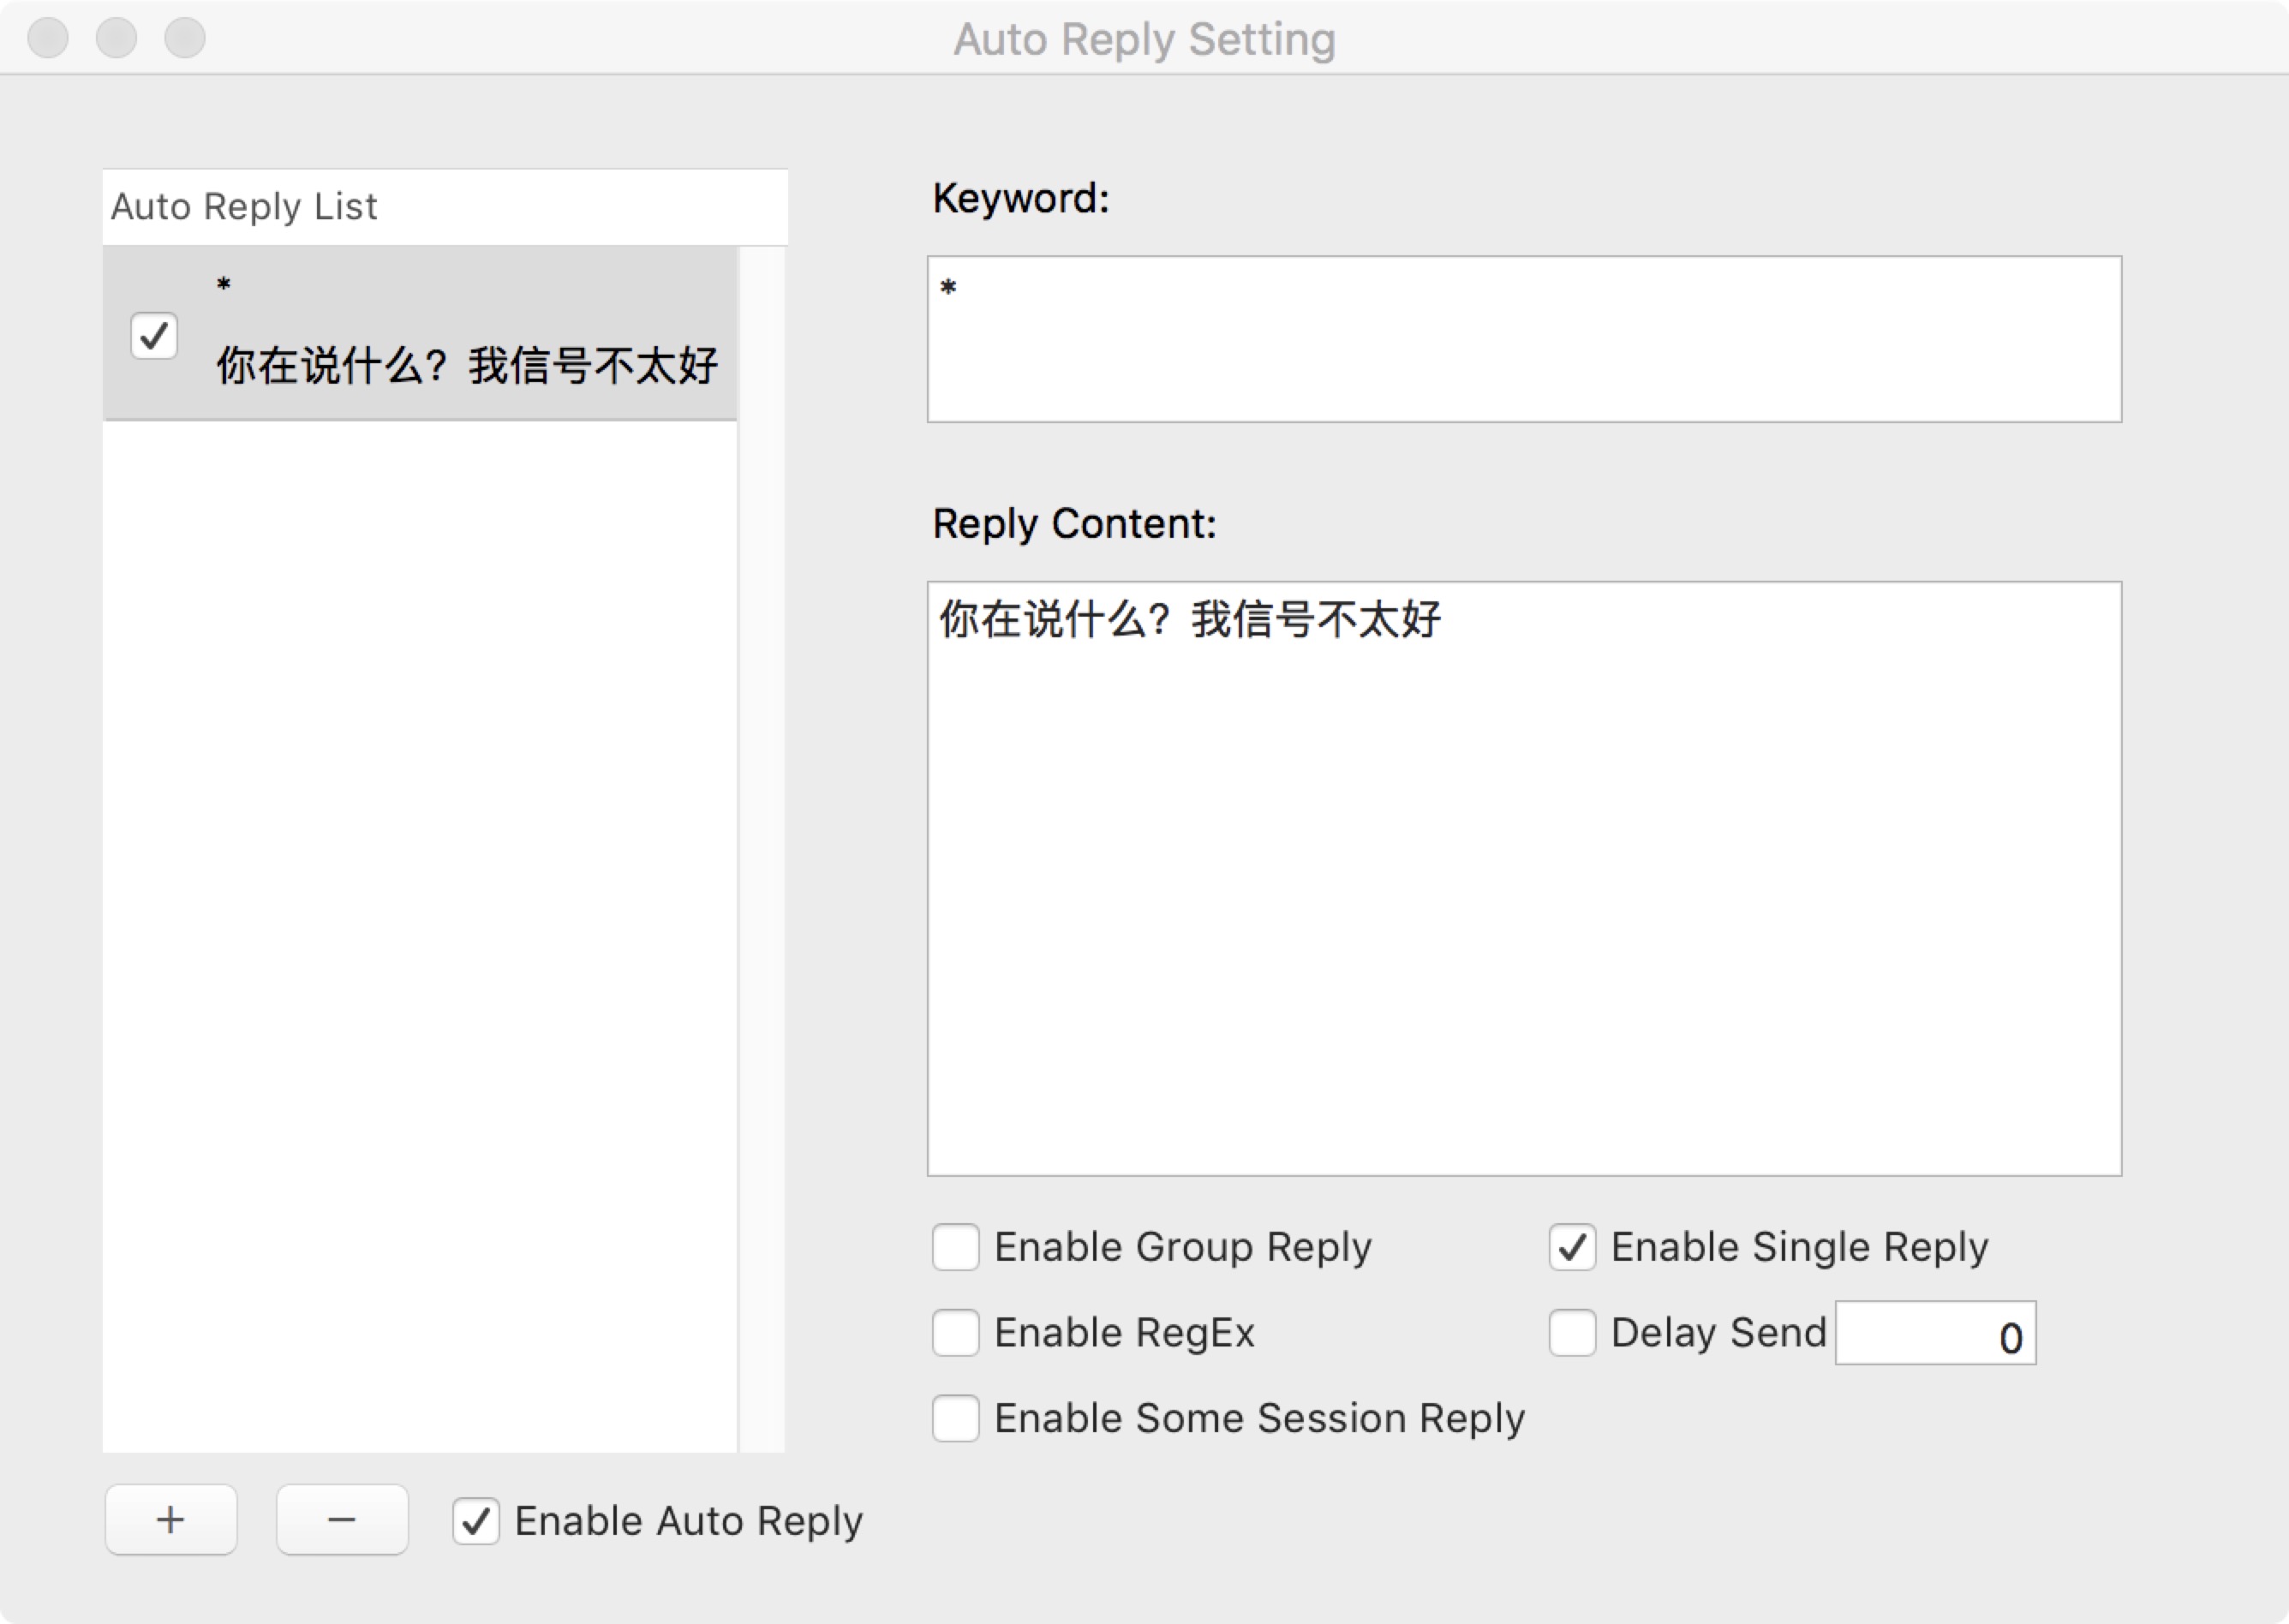 Auto Reply Setting
Auto Reply List
*
你在说什么？我信号不太好
Keyword:
*
Reply Content:
你在说什么？我信号不太好
Enable Group Reply
Enable Single Reply
Enable RegEx
Delay Send 0
Enable Some Session Reply
+
−
Enable Auto Reply